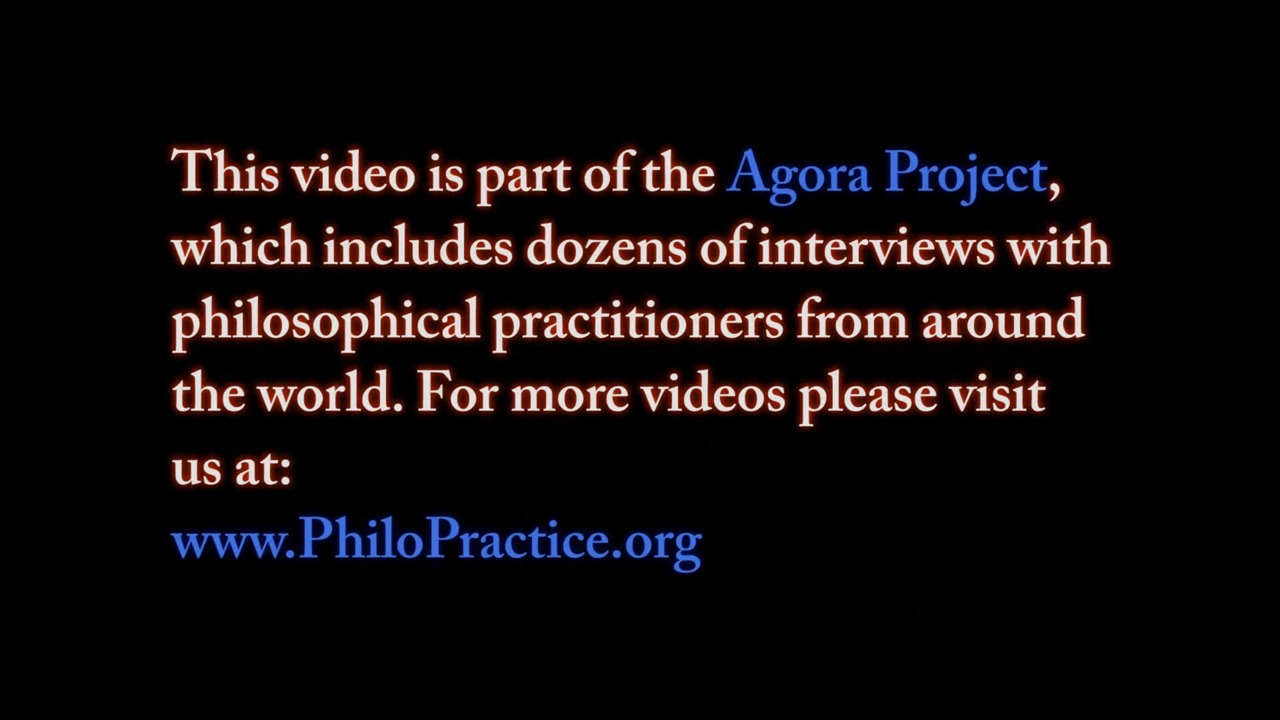 This video is part of the Agora Project,
which includes dozens of interviews with
philosophical practitioners from around
the world. For more videos please visit
us at:
www.PhiloPractice.org